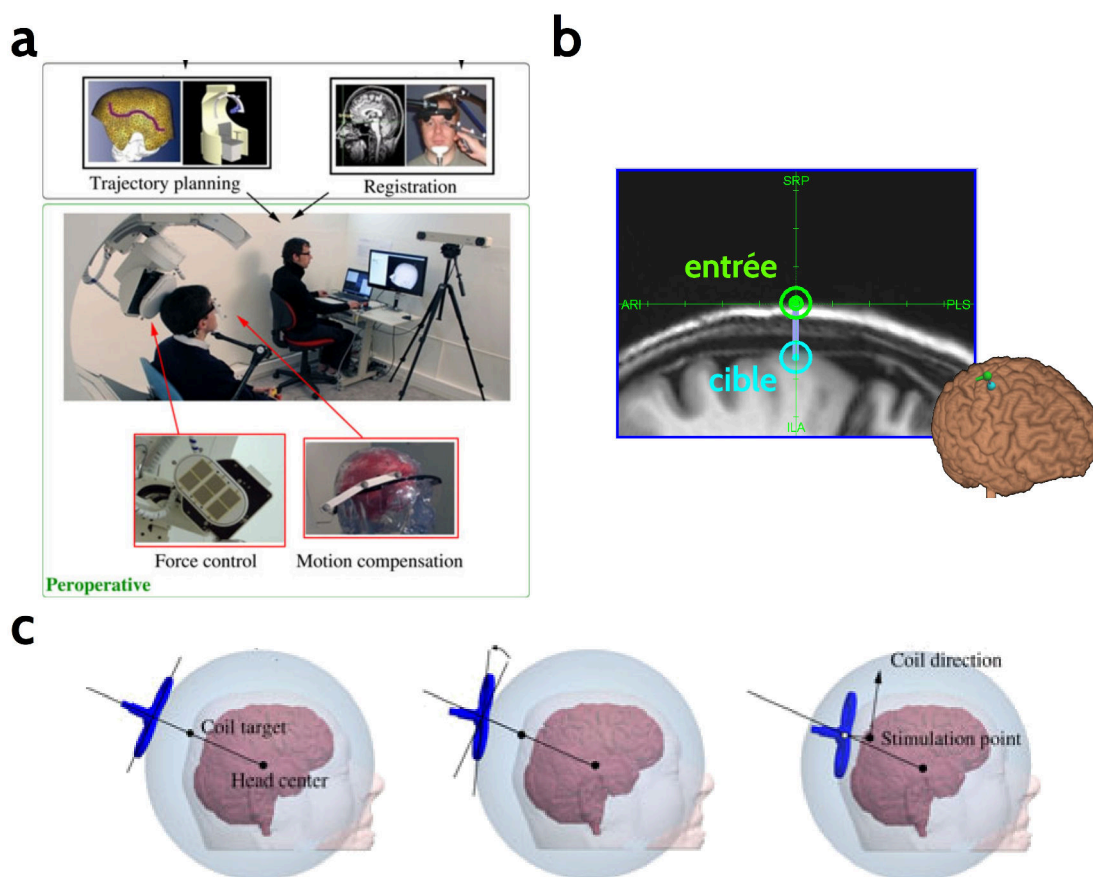 a
Trajectory planning
Registration
Force control
Motion compensation
Peroperative
b
SRP
entrée
ARI
PLS
cible
ILA
c
Coil target
Head center
Coil direction
Stimulation point